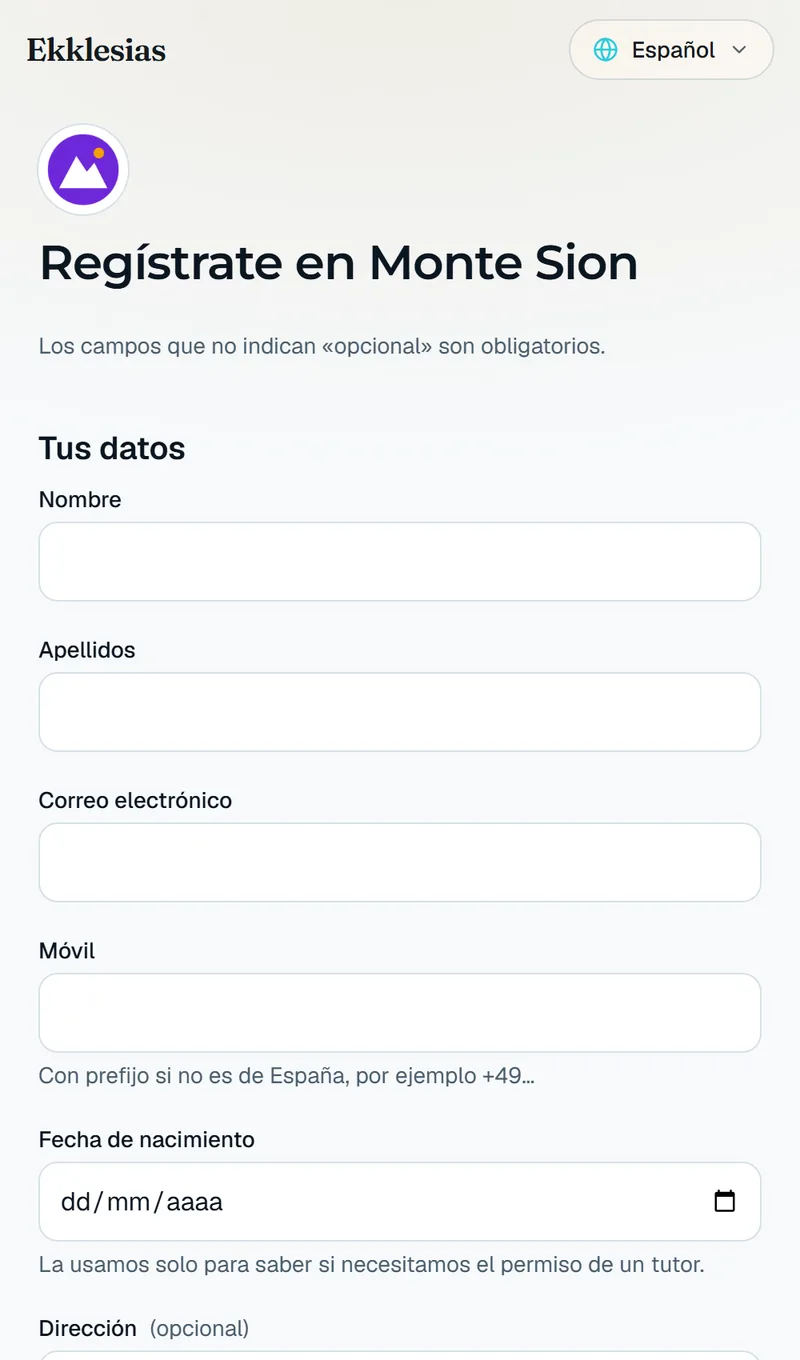 Ekklesias
Español
Regístrate en Monte Sion
Los campos que no indican «opcional» son obligatorios.
Tus datos
Nombre
Apellidos
Correo electrónico
Móvil
Con prefijo si no es de España, por ejemplo +49…
Fecha de nacimiento
dd/mm/aaaa
La usamos solo para saber si necesitamos el permiso de un tutor.
Dirección (opcional)